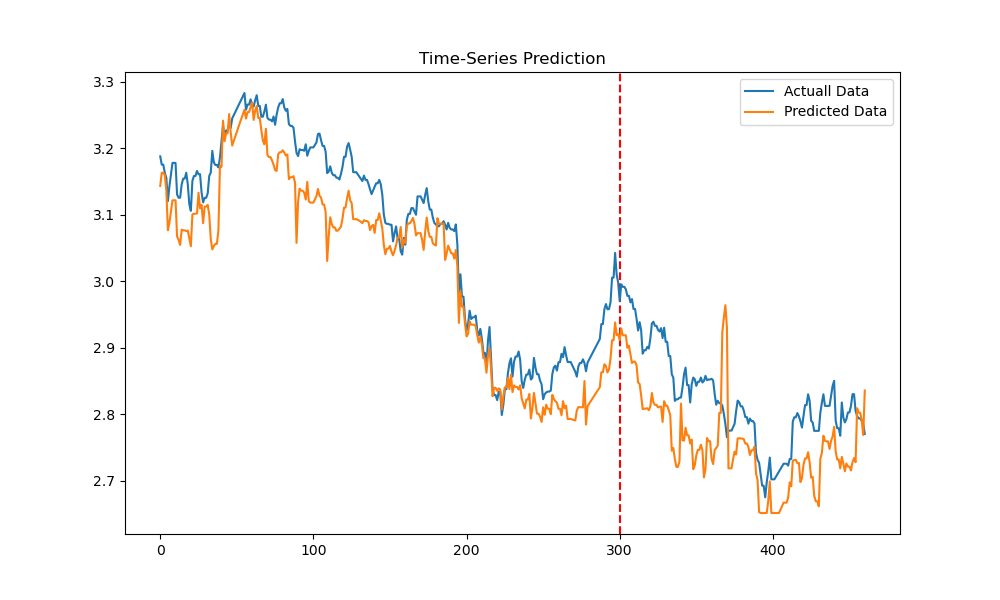 Time-Series Prediction
Actuall Data
Predicted Data
3.3
3.2
3.1
3.0
2.9
2.8
2.7
0 100 200 300 400